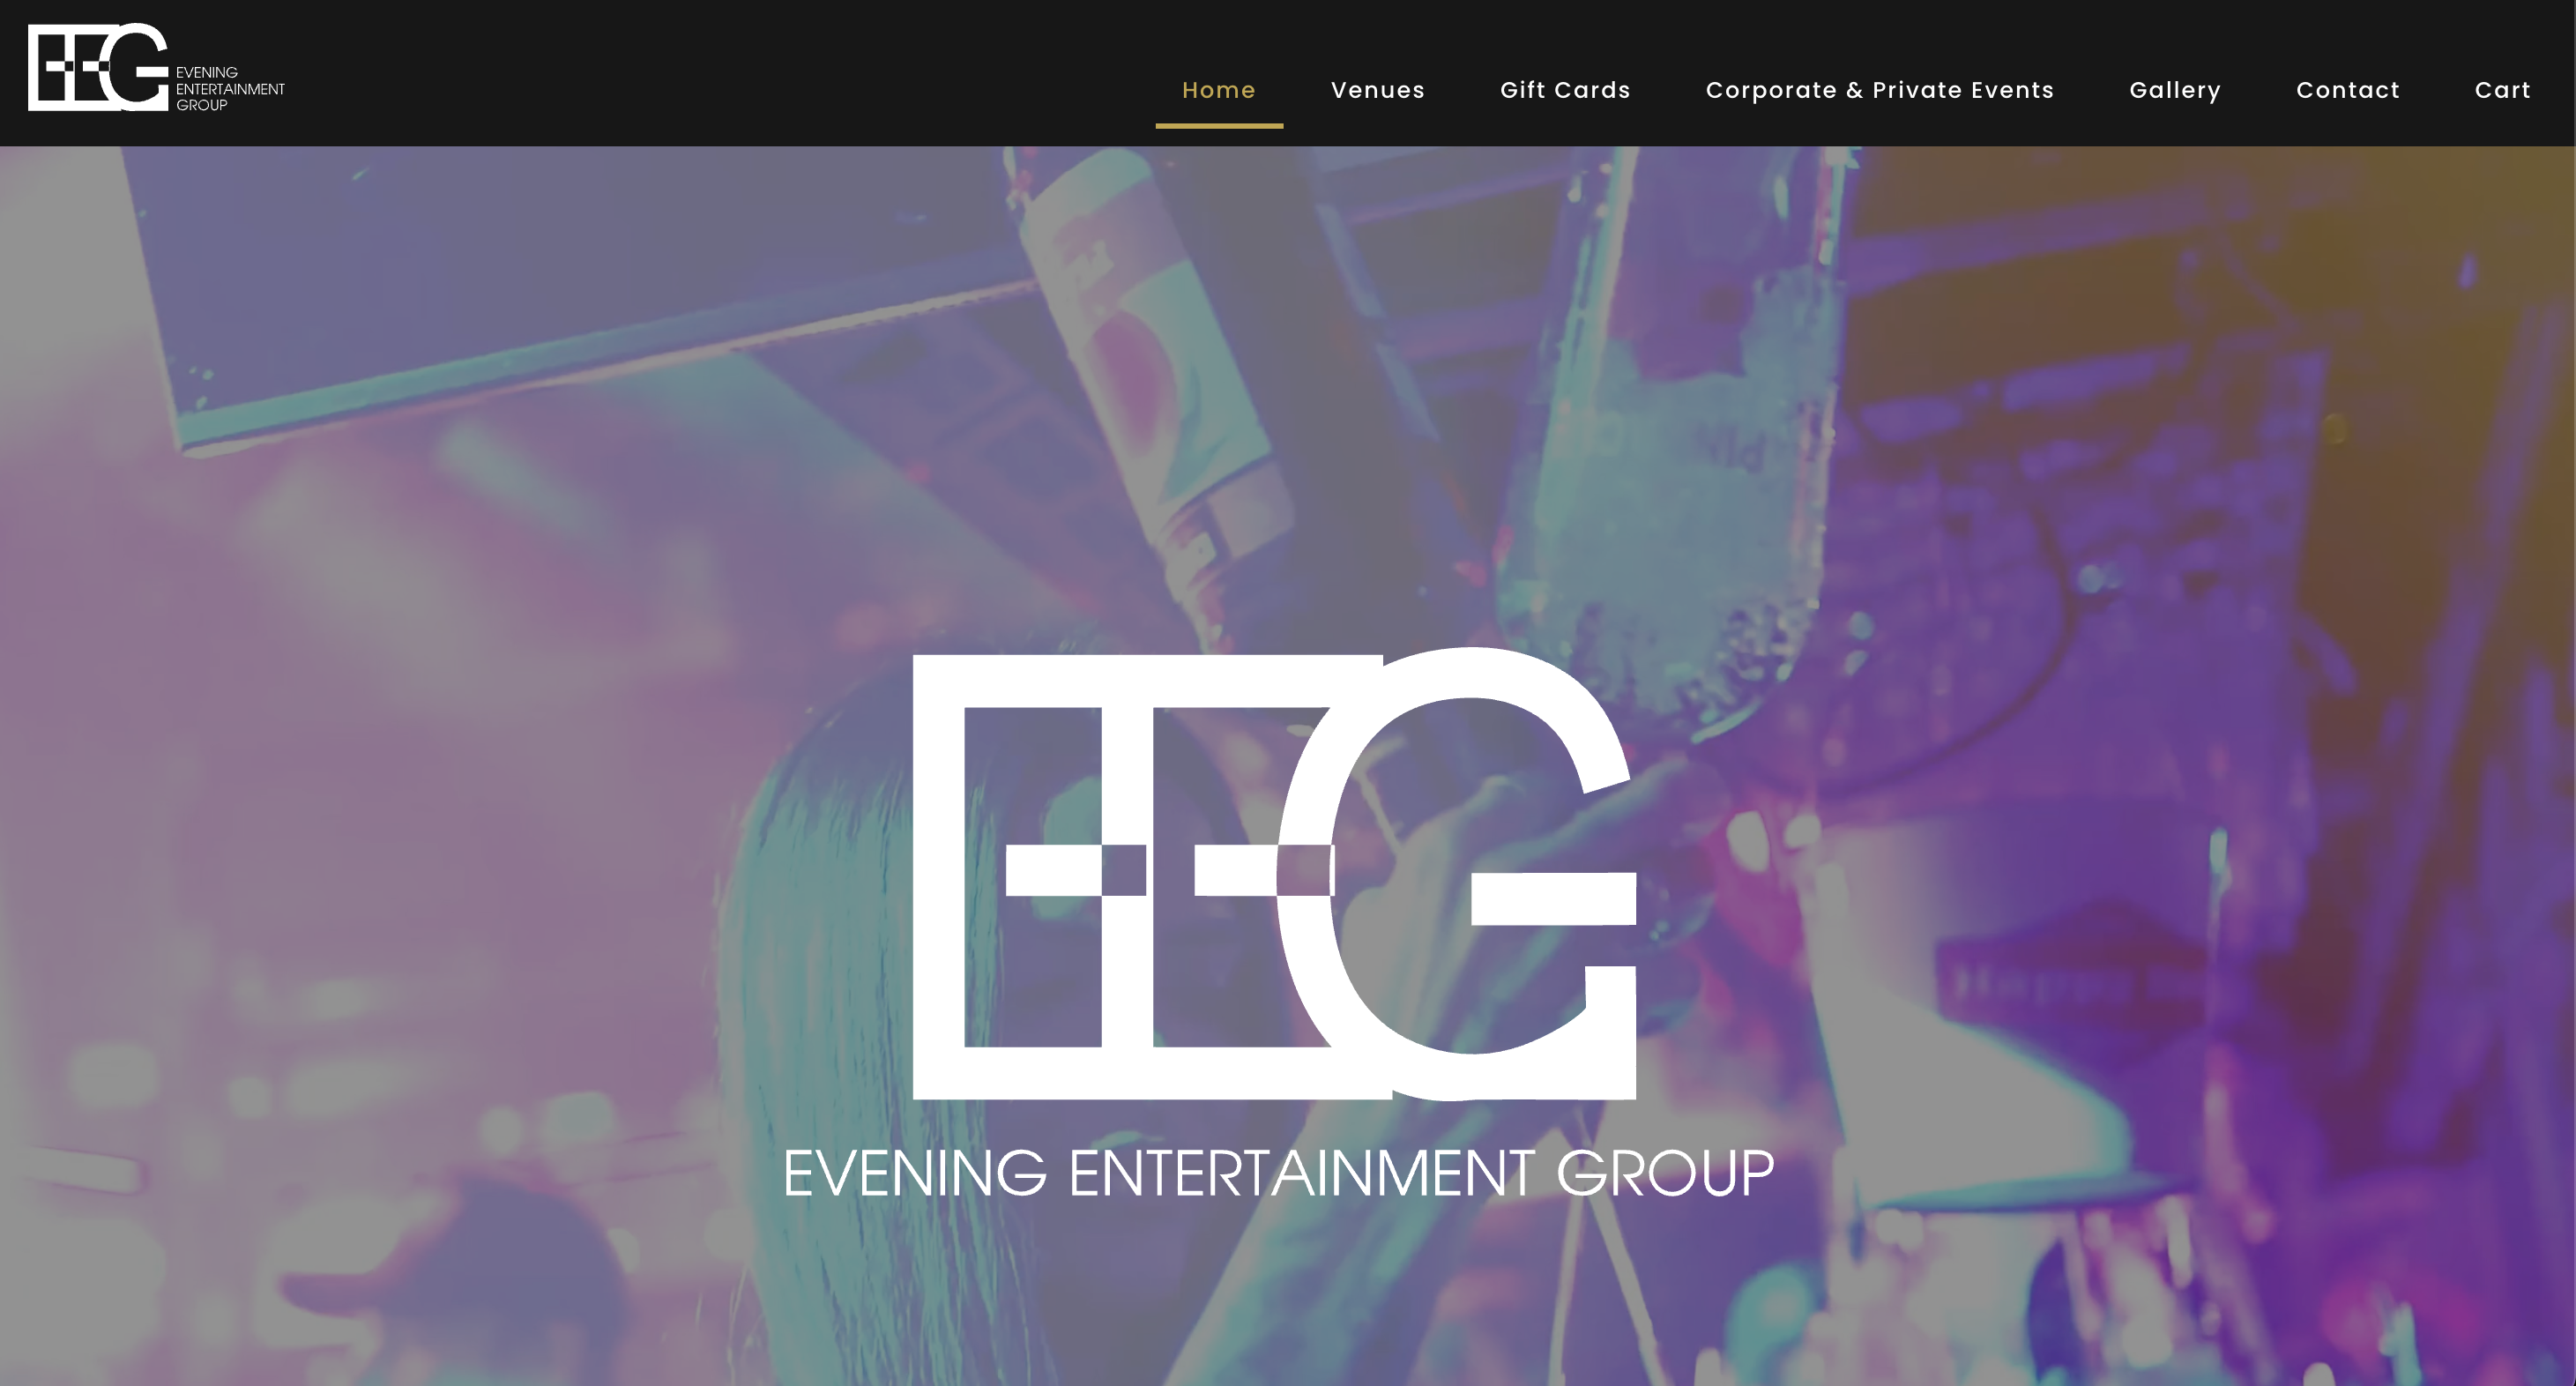 EEG
EVENING
ENTERTAINMENT
GROUP
Home Venues Gift Cards Corporate & Private Events Gallery Contact Cart
EEG
EVENING ENTERTAINMENT GROUP